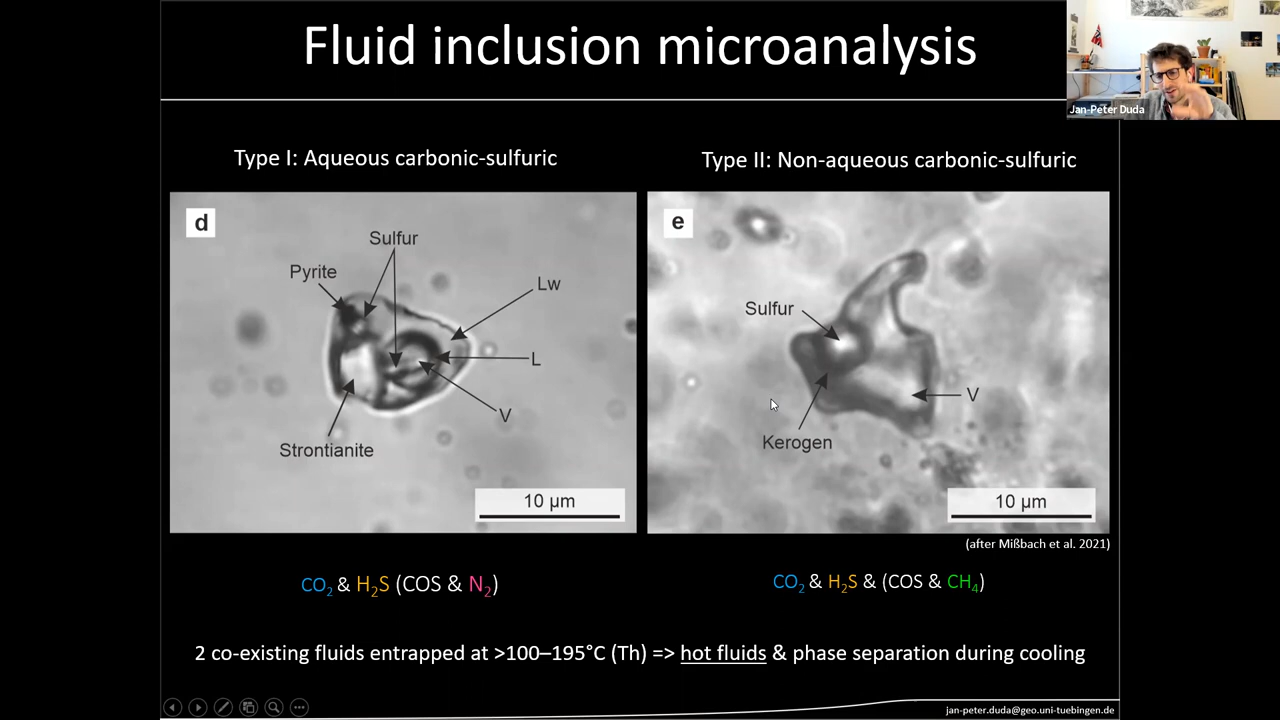 Fluid inclusion microanalysis
Jan-Peter Duda
Type I: Aqueous carbonic-sulfuric
Type II: Non-aqueous carbonic-sulfuric
d
Sulfur
Pyrite
Lw
L
V
Strontianite
10 µm
e
Sulfur
V
Kerogen
10 µm
(after Mißbach et al. 2021)
CO₂ & H₂S (COS & N₂)
CO₂ & H₂S & (COS & CH₄)
2 co-existing fluids entrapped at >100–195°C (Th) => hot fluids & phase separation during cooling
jan-peter.duda@geo.uni-tuebingen.de